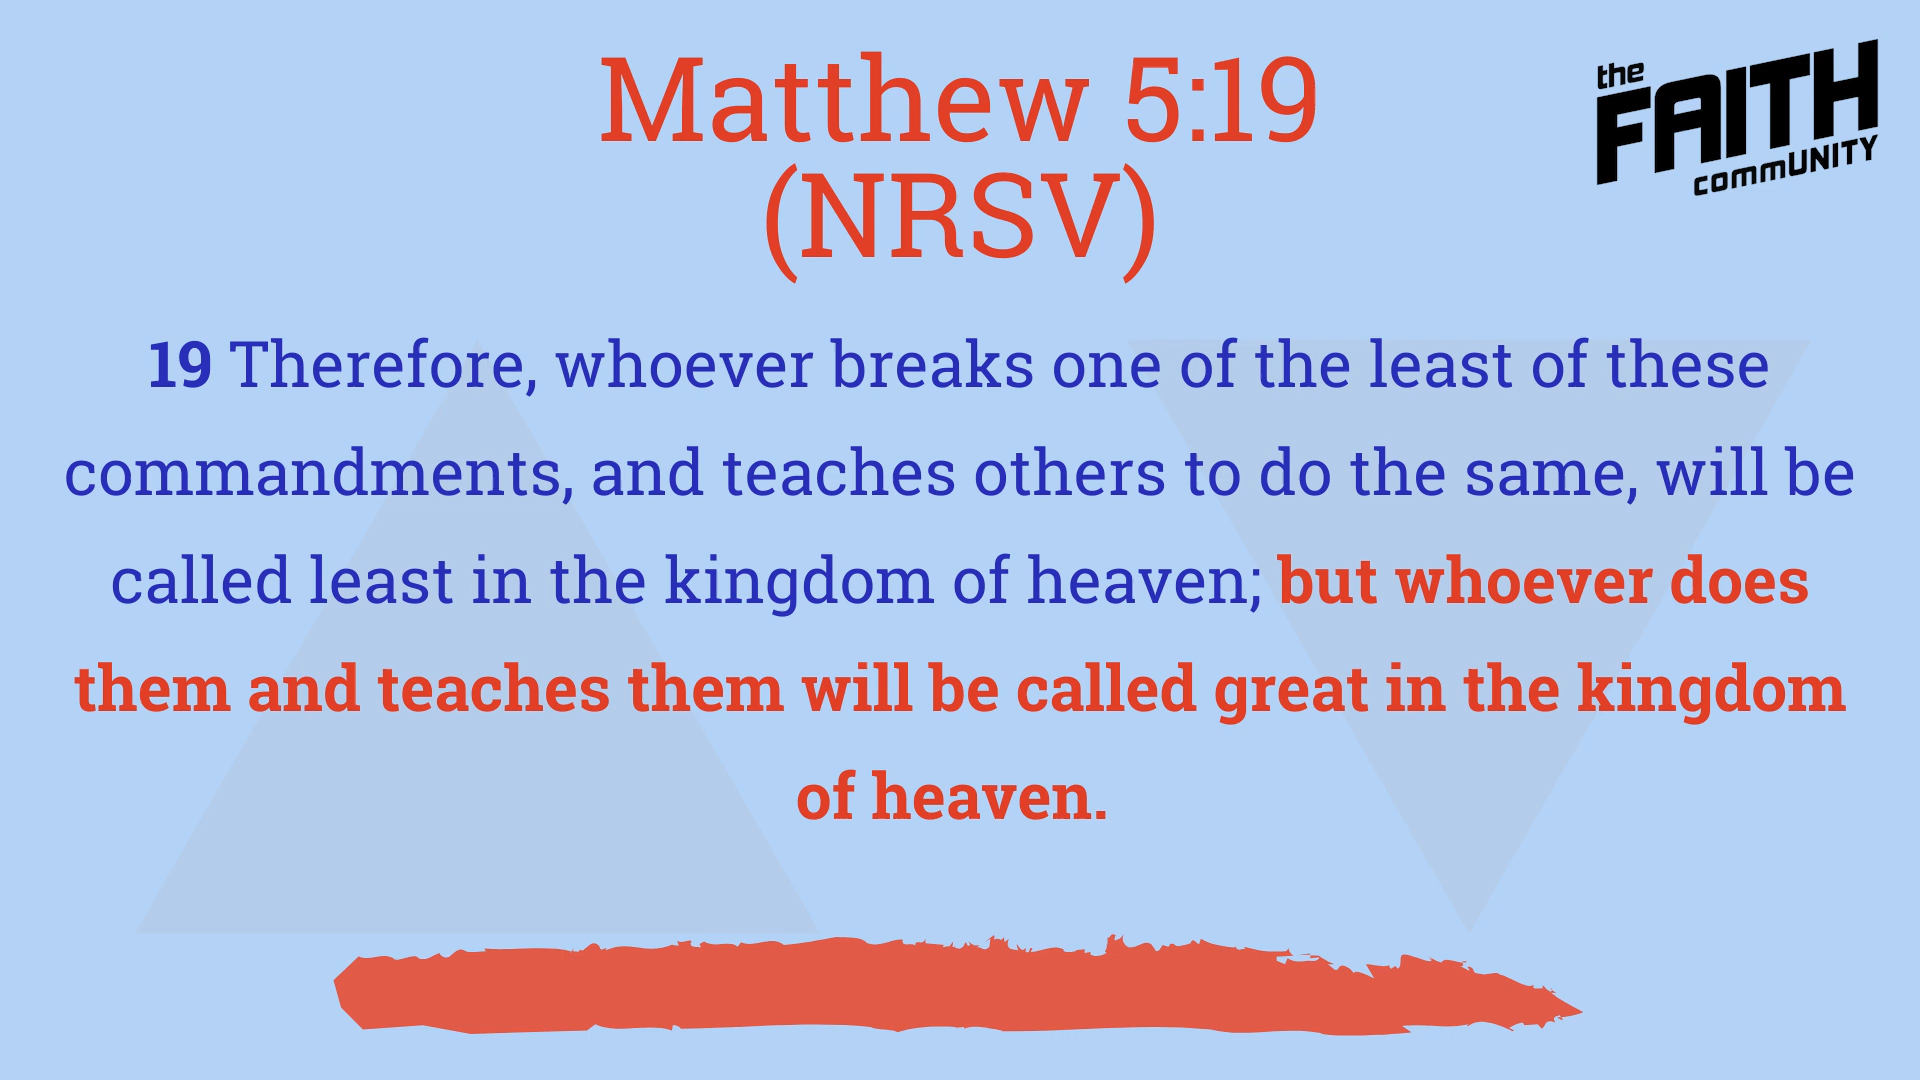 Matthew 5:19
(NRSV)
the
FAITH
commUNITY
19 Therefore, whoever breaks one of the least of these
commandments, and teaches others to do the same, will be
called least in the kingdom of heaven; but whoever does
them and teaches them will be called great in the kingdom
of heaven.